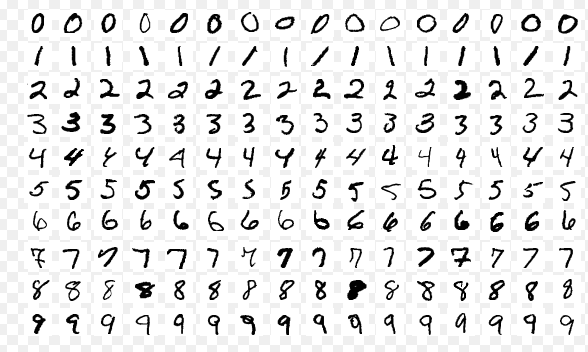 0 0 0 0 0 0 0 0 0 0 0 0 0 0 0 0
1 1 1 1 1 1 1 1 1 1 1 1 1 1 1 1
2 2 2 2 2 2 2 2 2 2 2 2 2 2 2 2
3 3 3 3 3 3 3 3 3 3 3 3 3 3 3 3
4 4 4 4 4 4 4 4 4 4 4 4 4 4 4 4
5 5 5 5 5 5 5 5 5 5 5 5 5 5 5 5
6 6 6 6 6 6 6 6 6 6 6 6 6 6 6 6
7 7 7 7 7 7 7 7 7 7 7 7 7 7 7 7
8 8 8 8 8 8 8 8 8 8 8 8 8 8 8 8
9 9 9 9 9 9 9 9 9 9 9 9 9 9 9 9